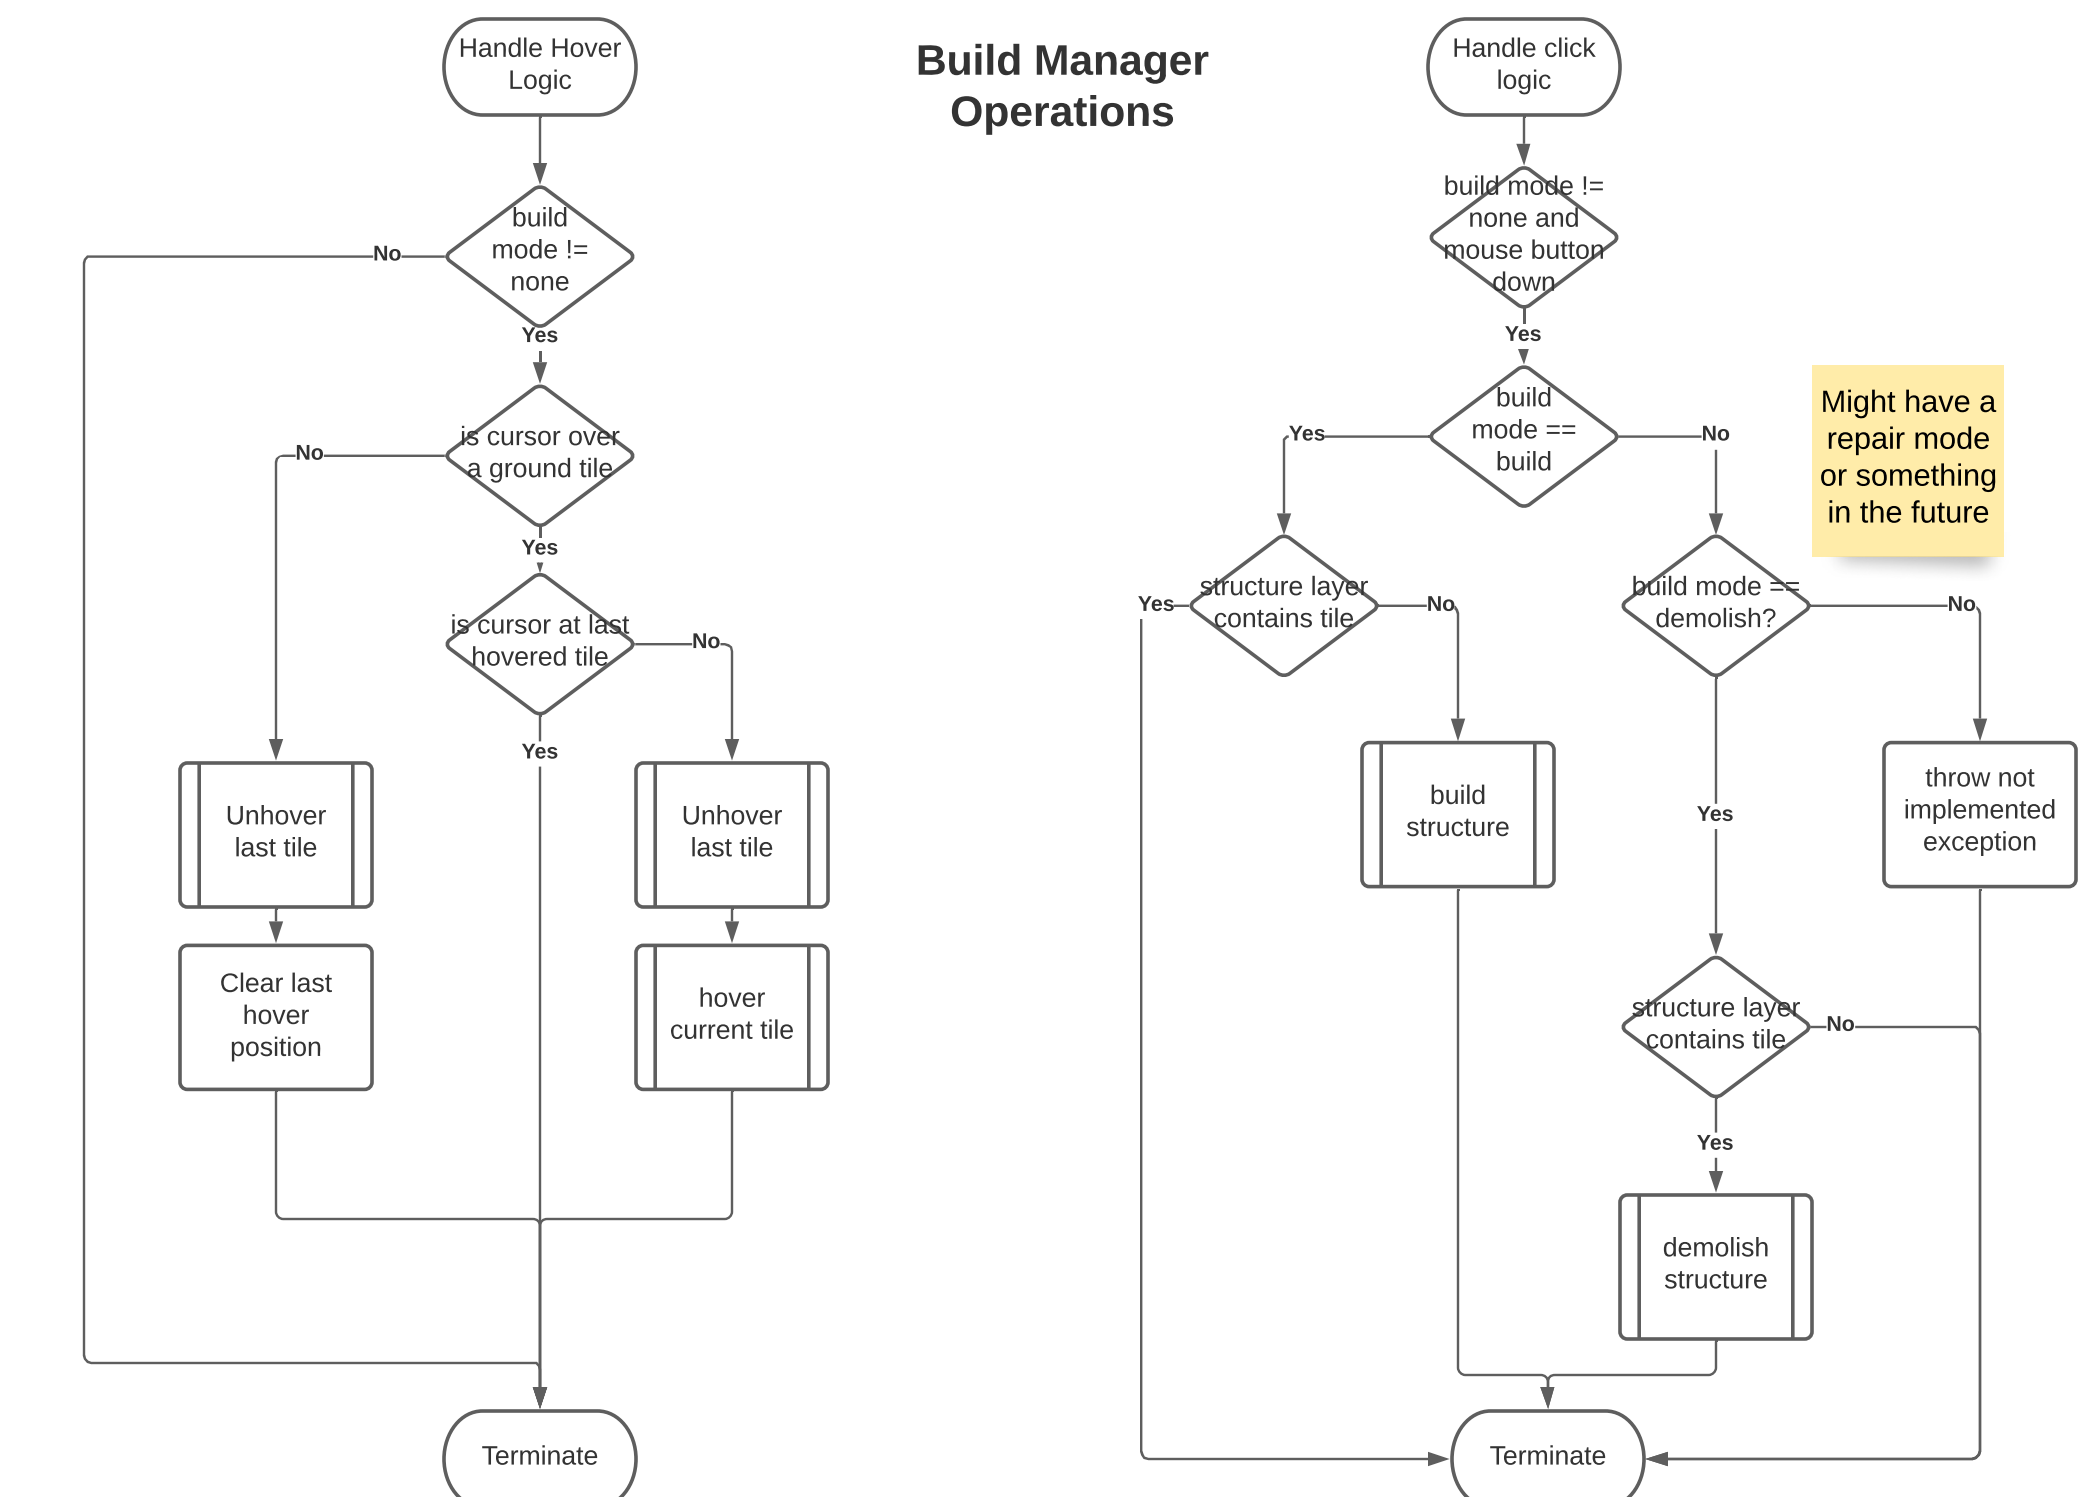 Build Manager
Operations
Handle Hover
Logic
build
mode !=
none
No
Yes
is cursor over
a ground tile
No
Yes
is cursor at last
hovered tile
No
Yes
Unhover
last tile
Unhover
last tile
Clear last
hover
position
hover
current tile
Terminate
Handle click
logic
build mode !=
none and
mouse button
down
Yes
build
mode ==
build
Yes
No
Might have a
repair mode
or something
in the future
structure layer
contains tile
Yes
No
build mode ==
demolish?
No
Yes
build
structure
throw not
implemented
exception
structure layer
contains tile
No
Yes
demolish
structure
Terminate